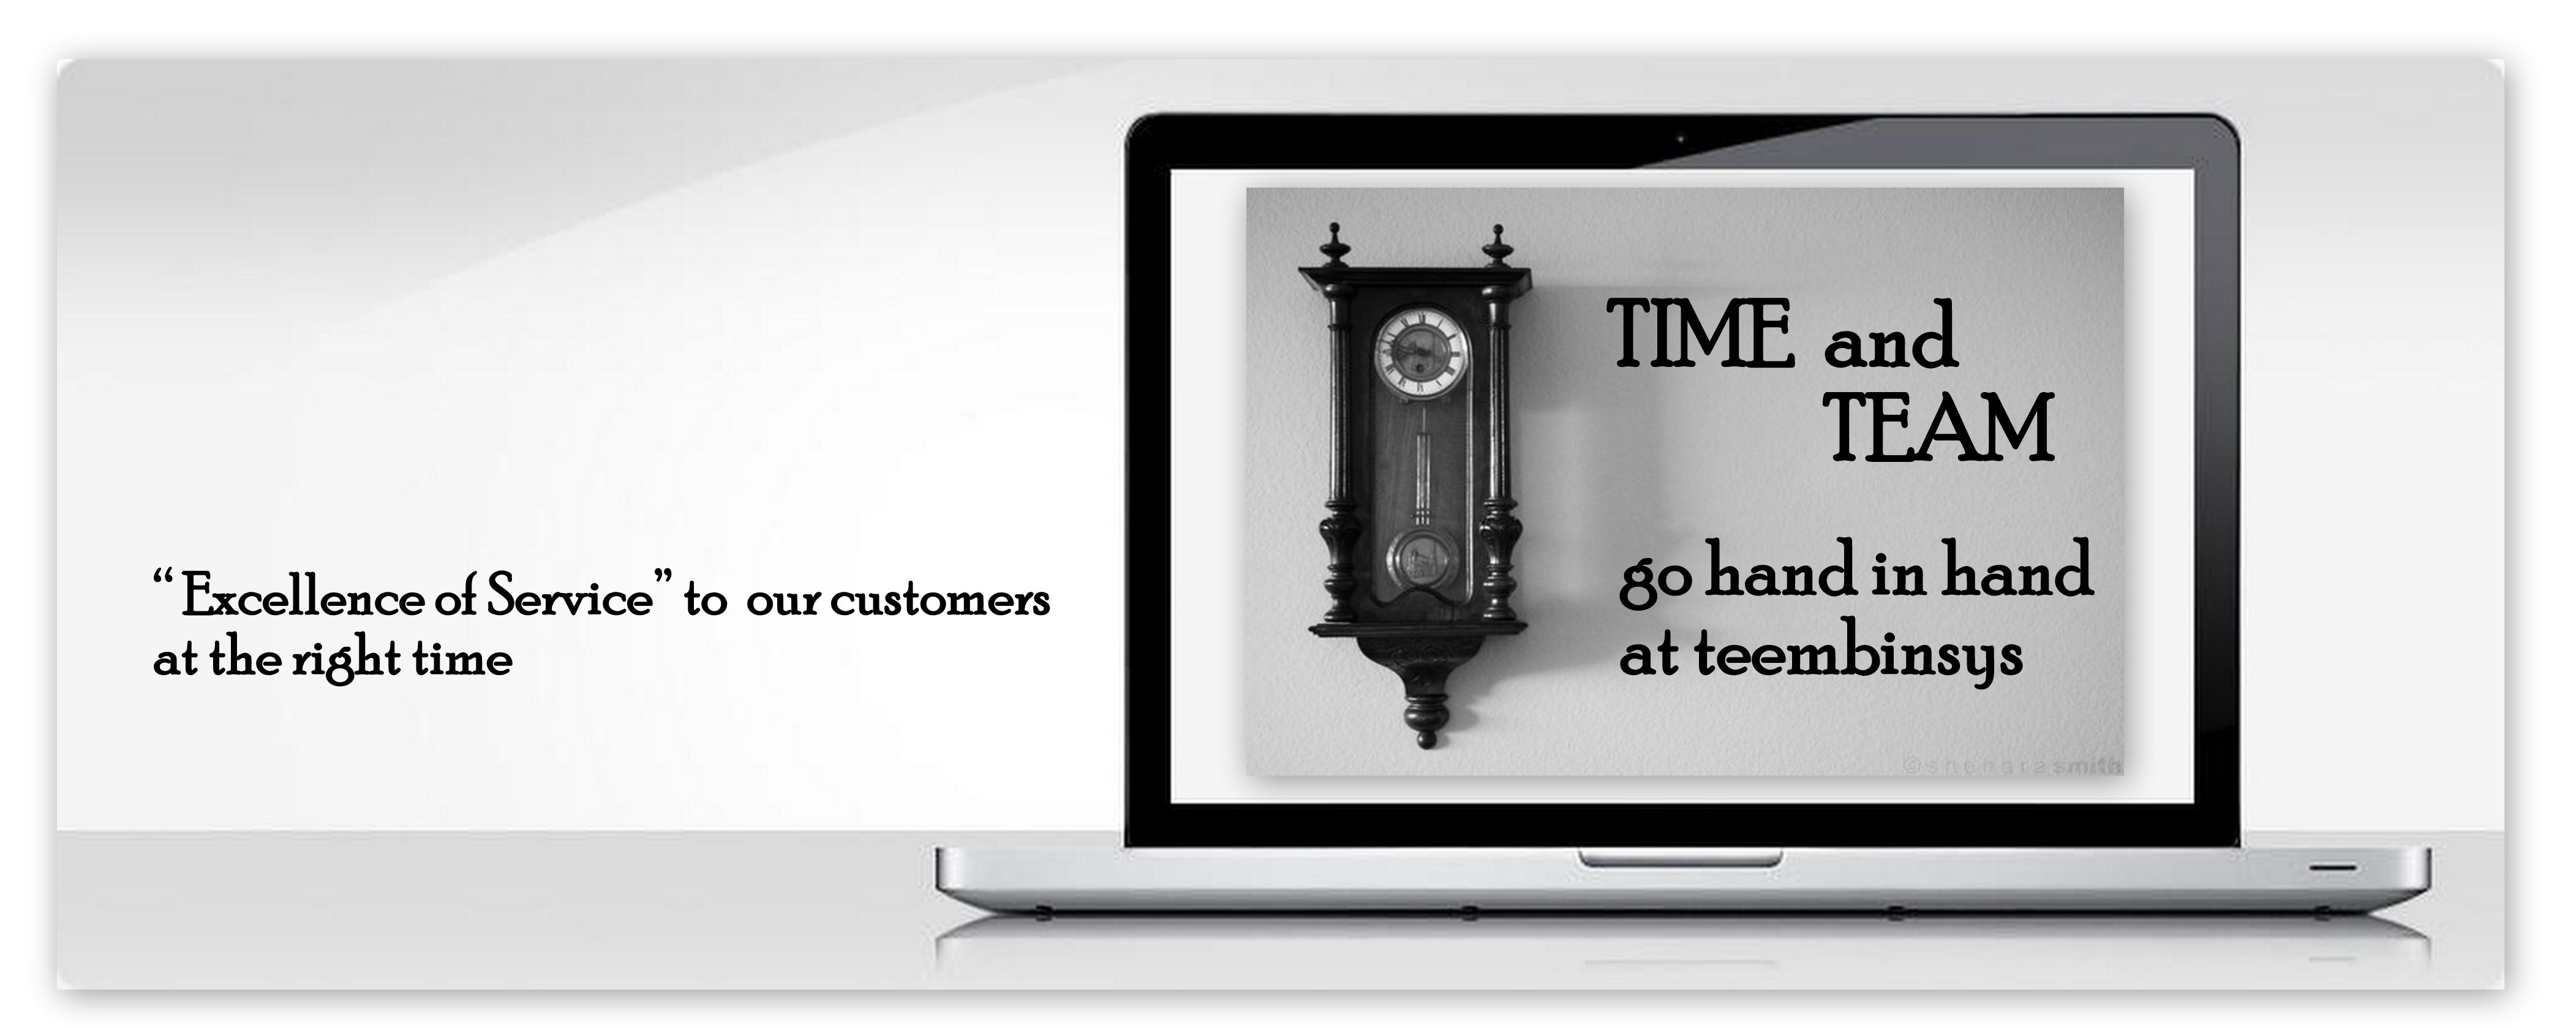 “Excellence of Service” to our customers
at the right time
TIME and
TEAM
go hand in hand
at teembinsys
@sheharasmith